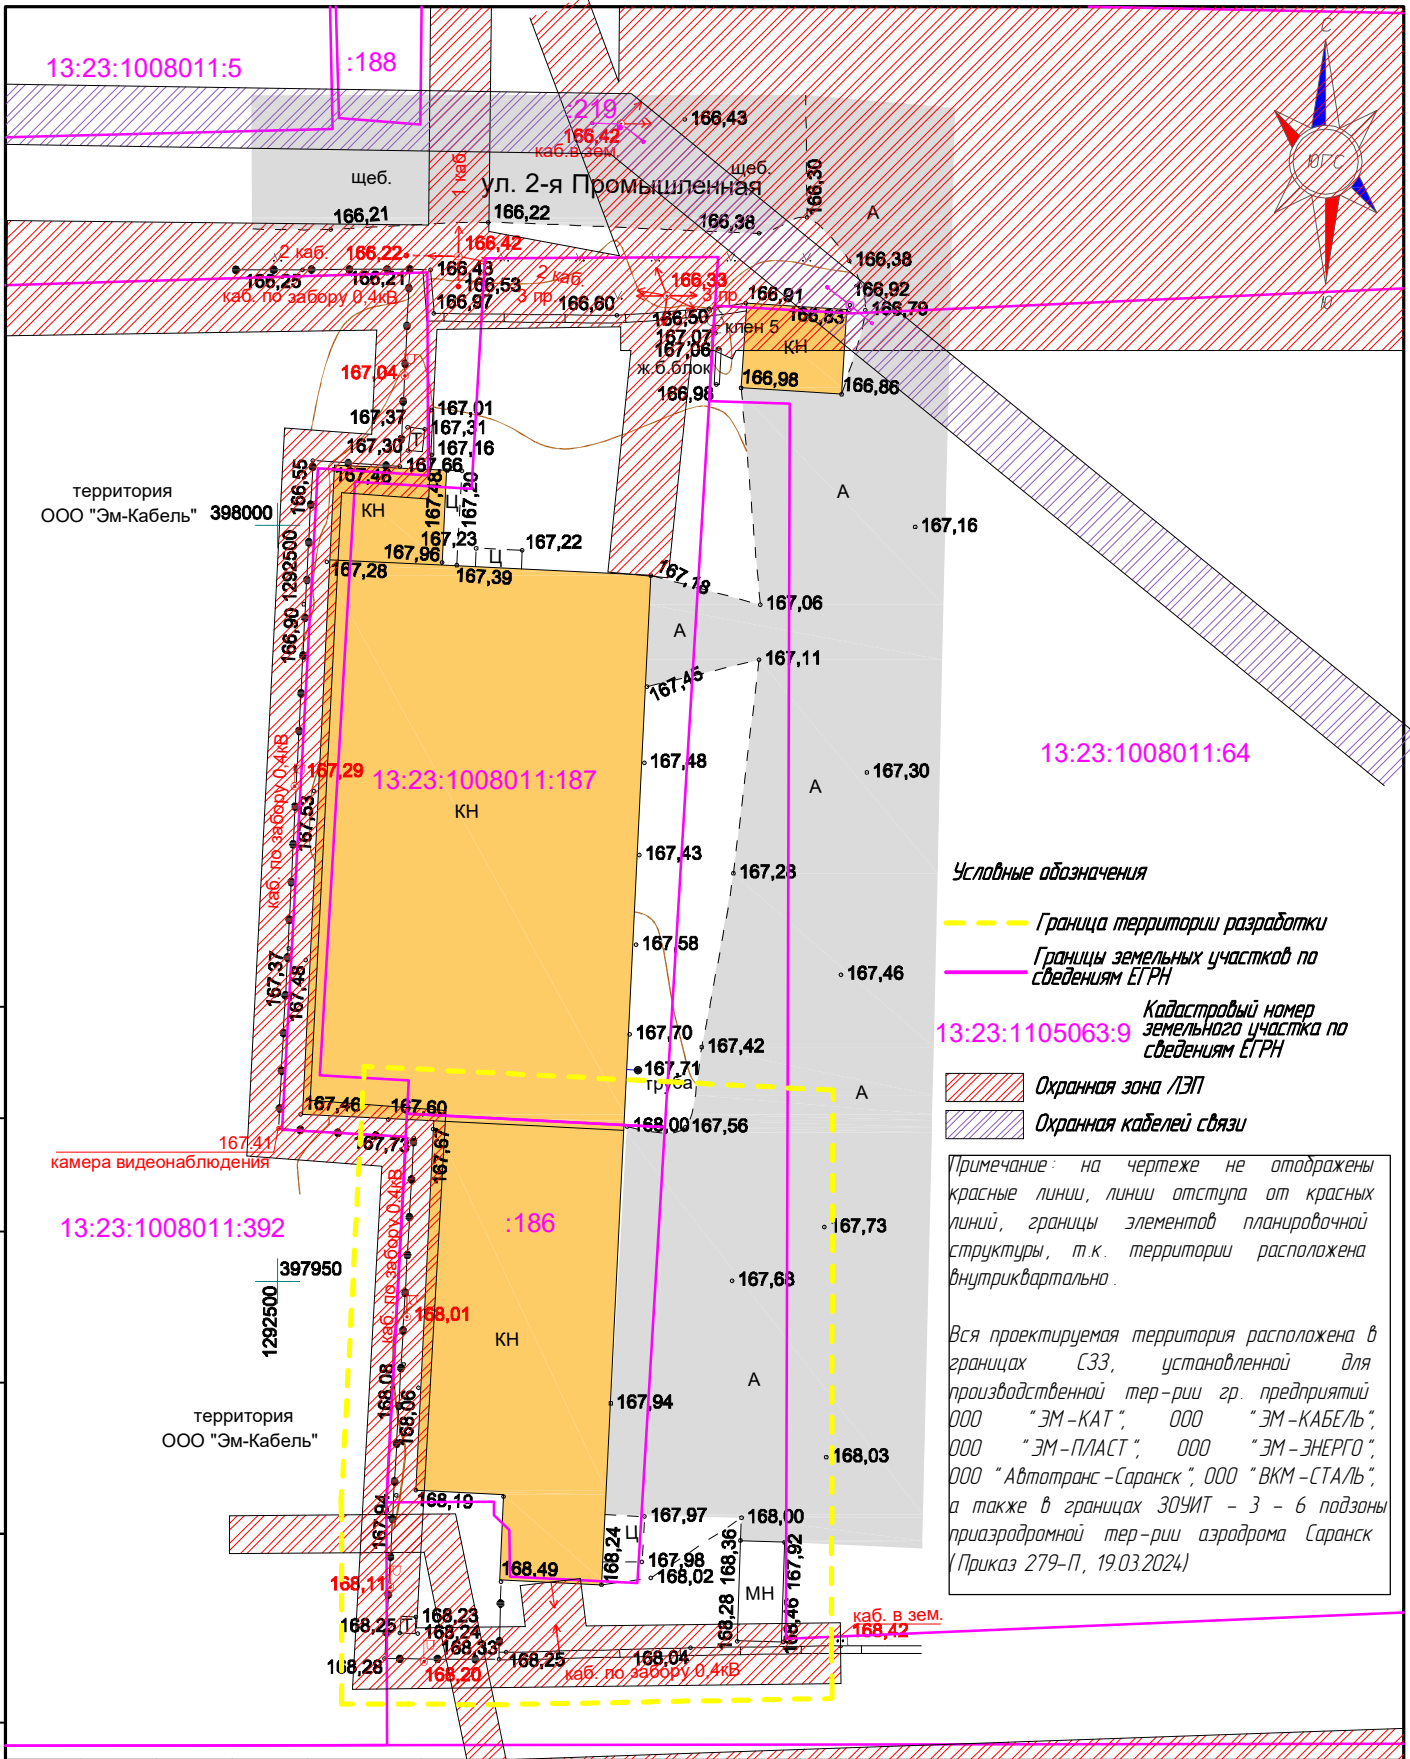 С
13:23:1008011:5
:188
:219
166,43
166,42
каб.в зем
ЮГС
щеб.
1 каб.
ул. 2-я Промышленная
щеб.
166,30
166,21
166,22
166,38
А
2 каб.
166,22
166,42
166,38
166,25
166,21
166,43
2 каб.
166,33
166,92
каб. по забору 0,4кВ
166,53
3 пр.
3 пр.
166,91
166,97
166,60
166,50
166,83
166,79
Ю
клен 5
167,07
167,06
КН
ж.б.блок
167,04
166,98
166,98
166,86
167,01
167,37
167,31
Т
167,30
167,16
167,66
166,55
167,46
167,48
167,29
территория
ООО "Эм-Кабель"
398000
КН
Ц
А
167,16
1292500
167,23
Ц
167,22
167,96
167,28
167,39
167,18
167,06
166,90
А
167,11
167,45
13:23:1008011:64
167,48
167,29
13:23:1008011:187
167,30
А
КН
167,53
каб. по забору 0,4кВ
167,43
167,23
Условные обозначения
Граница территории разработки
167,58
Границы земельных участков по
сведениям ЕГРН
167,37
167,48
167,46
13:23:1105063:9
Кадастровый номер
земельного участка по
сведениям ЕГРН
167,70
167,42
167,71
труба
А
Охранная зона ЛЭП
167,46
167,60
Охранная кабелей связи
168,00
167,56
167.41
камера видеонаблюдения
167,73
167,67
Примечание: на чертеже не отображены
красные линии, линии отступа от красных
линий, границы элементов планировочной
структуры, т.к. территории расположена
внутриквартально.
13:23:1008011:392
каб. по забору 0,4кВ
:186
167,73
397950
1292500
167,63
168,01
КН
Вся проектируемая территория расположена в
границах СЗЗ, установленной для
производственной тер-рии гр. предприятий
ООО "ЭМ-КАТ", ООО "ЭМ-КАБЕЛЬ",
ООО "ЭМ-ПЛАСТ", ООО "ЭМ-ЭНЕРГО",
ООО "Автотранс-Саранск", ООО "ВКМ-СТАЛЬ",
а также в границах ЗОУИТ - 3 - 6 подзоны
приаэродромной тер-рии аэродрома Саранск
(Приказ 279-П, 19.03.2024)
168,08
168,06
А
167,94
территория
ООО "Эм-Кабель"
168,03
168,19
167,94
167,97
168,00
Ц
168,24
168,36
167,92
167,98
168,02
168,49
168,11
МН
168,23
168,25
Т
168,24
168,28
168,46
каб. в зем.
168,42
168,33
168,25
168,04
168,28
168,20
каб. по забору 0,4кВ